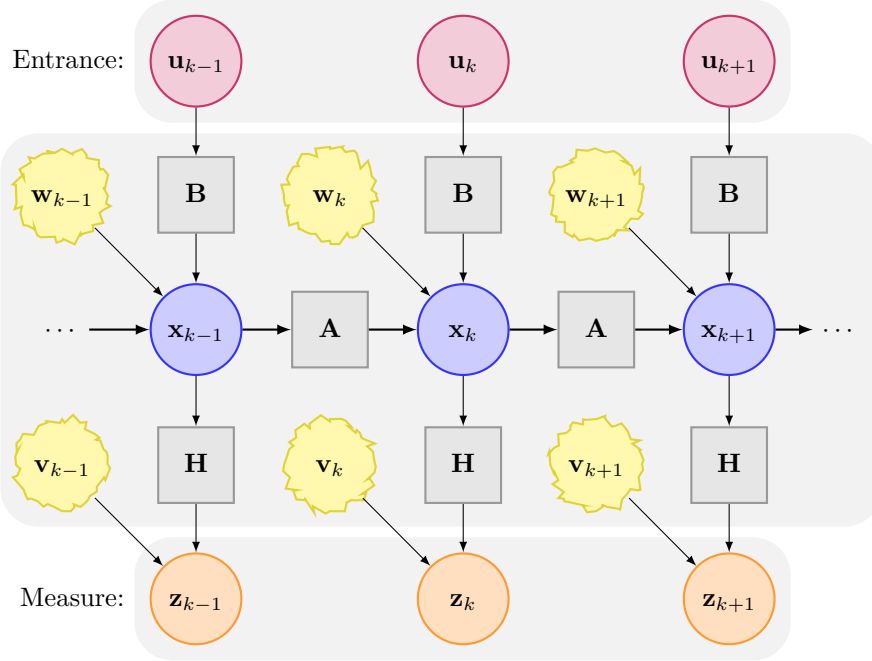 Entrance: u_{k−1} u_k u_{k+1}
w_{k−1} B w_k B w_{k+1} B
... x_{k−1} A x_k A x_{k+1} ...
v_{k−1} H v_k H v_{k+1} H
Measure: z_{k−1} z_k z_{k+1}